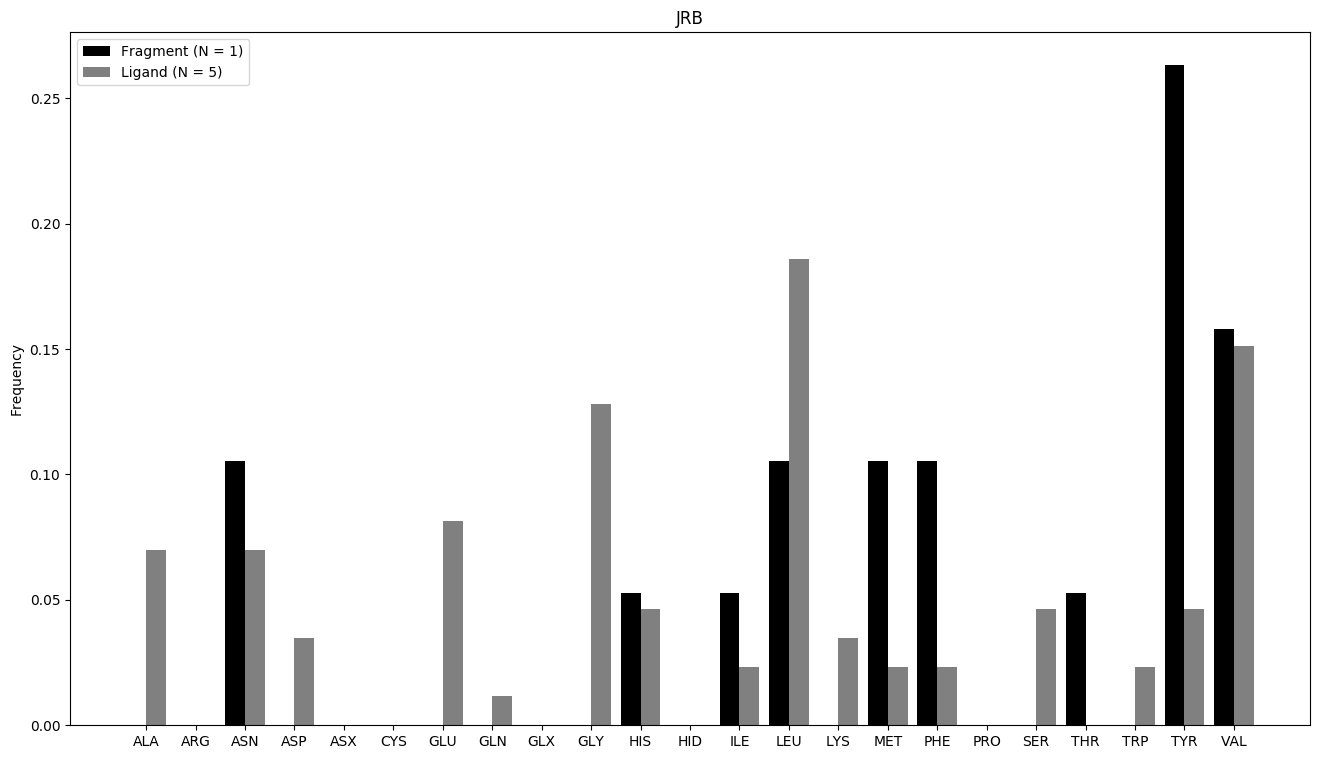 JRB
Fragment (N = 1)
Ligand (N = 5)
Frequency
0.25
0.20
0.15
0.10
0.05
0.00
ALA ARG ASN ASP ASX CYS GLU GLN GLX GLY HIS HID ILE LEU LYS MET PHE PRO SER THR TRP TYR VAL